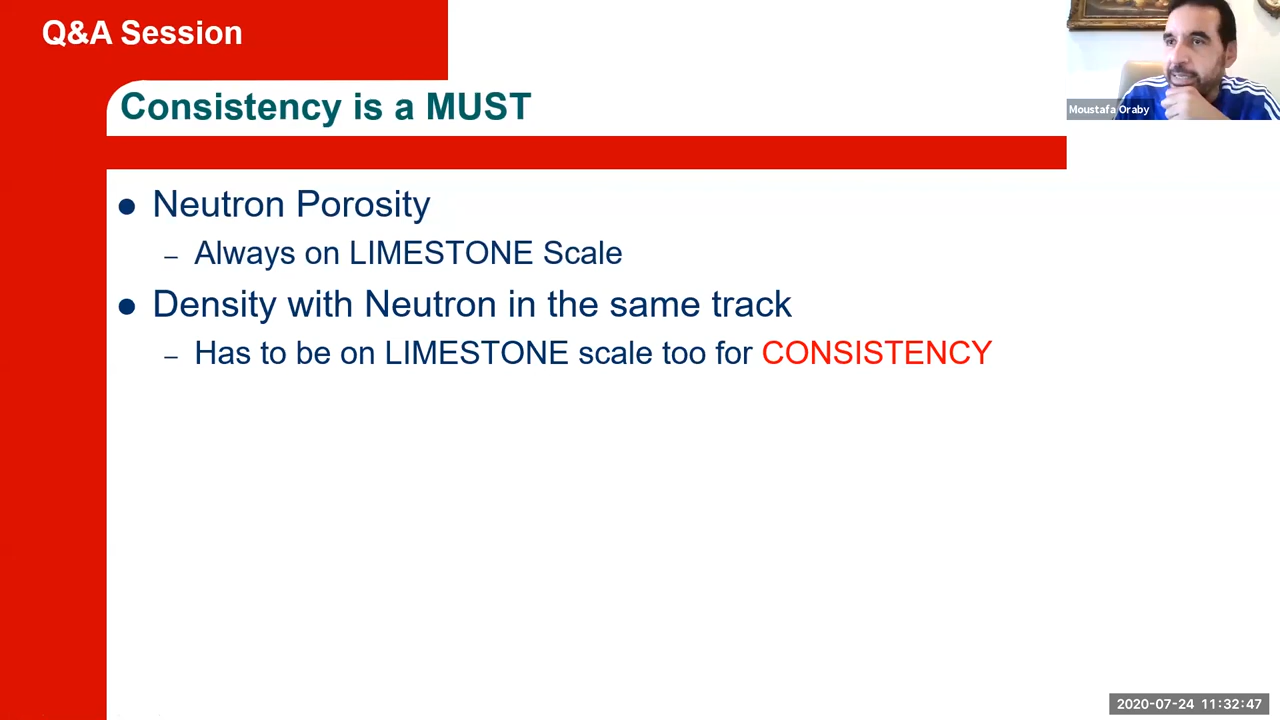 Q&A Session
Consistency is a MUST
● Neutron Porosity
– Always on LIMESTONE Scale
● Density with Neutron in the same track
– Has to be on LIMESTONE scale too for CONSISTENCY
Moustafa Oraby
2020-07-24 11:32:47